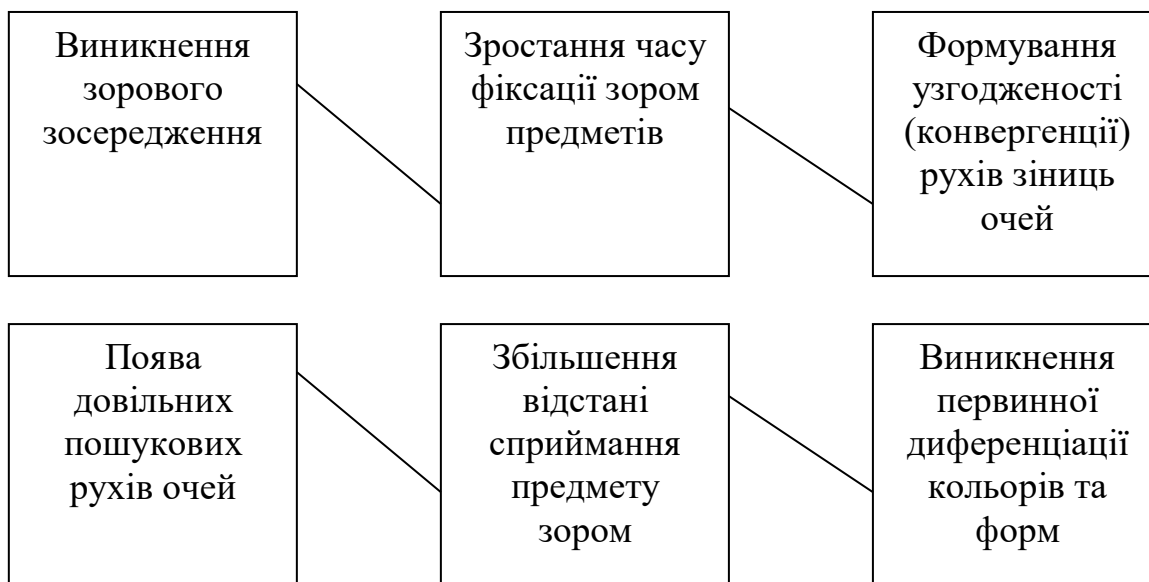 Виникнення
зорового
зосередження
Зростання часу
фіксації зором
предметів
Формування
узгодженості
(конвергенції)
рухів зіниць
очей
Поява
довільних
пошукових
рухів очей
Збільшення
відстані
сприймання
предмету
зором
Виникнення
первинної
диференціації
кольорів та
форм